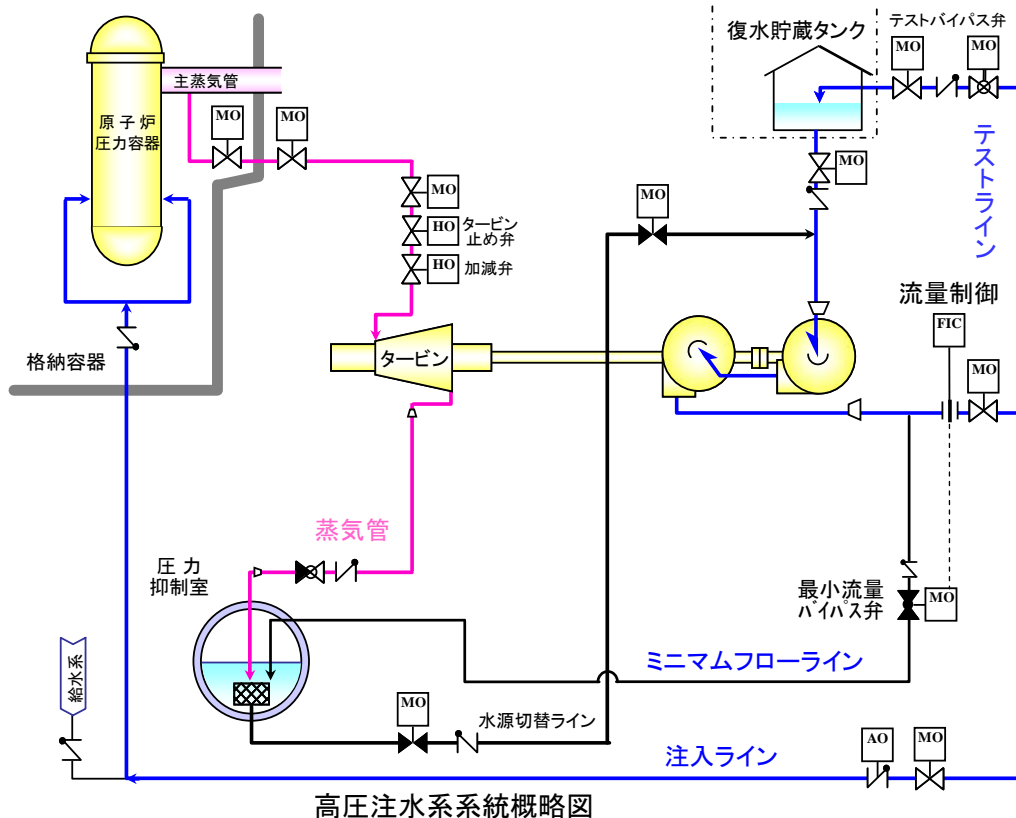 復水貯蔵タンク
テストバイパス弁
MO
MO
主蒸気管
原 子 炉
圧力容器
MO
MO
MO
MO
MO
HO
タービン
止め弁
HO
加減弁
テストライン
流量制御
FIC
MO
格納容器
タービン
蒸気管
圧 力
抑制室
最小流量
バイパス弁
MO
ミニマムフローライン
給水系
MO
水源切替ライン
注入ライン
AO
MO
高圧注水系系統概略図